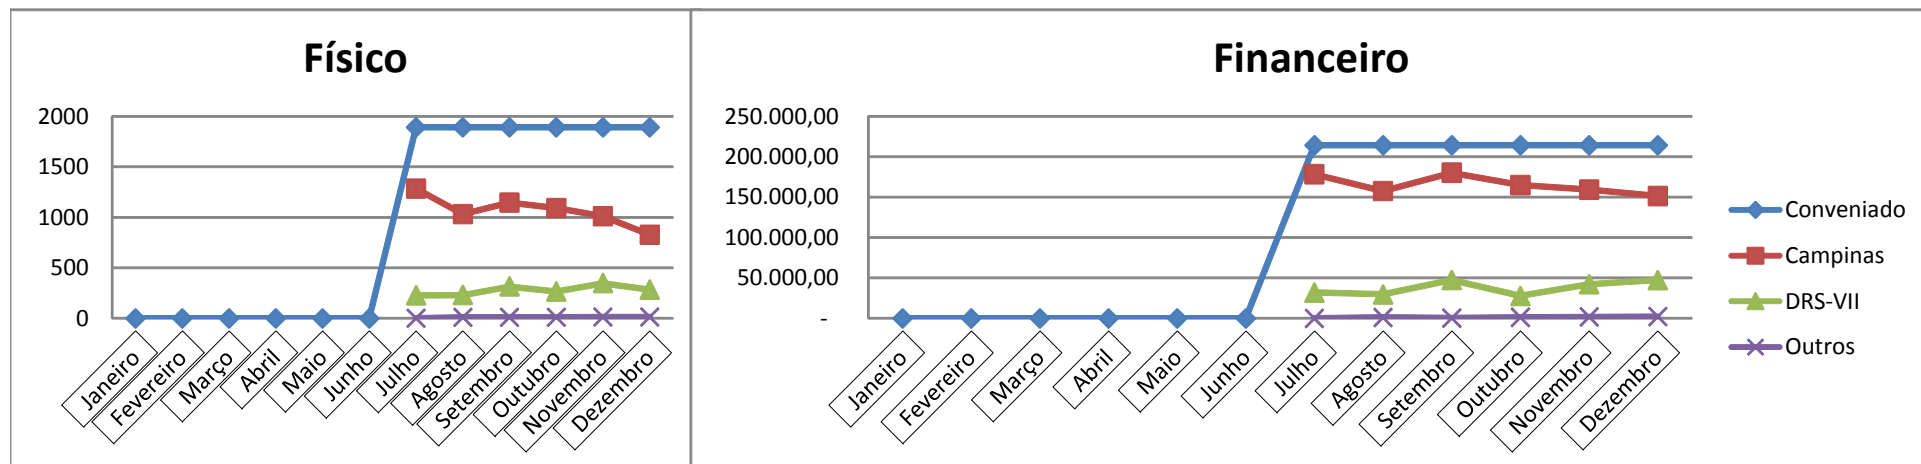 Físico
2000
1500
1000
500
0
Janeiro
Fevereiro
Março
Abril
Maio
Junho
Julho
Agosto
Setembro
Outubro
Novembro
Dezembro
Financeiro
250.000,00
200.000,00
150.000,00
100.000,00
50.000,00
-
Janeiro
Fevereiro
Março
Abril
Maio
Junho
Julho
Agosto
Setembro
Outubro
Novembro
Dezembro
Conveniado
Campinas
DRS-VII
Outros